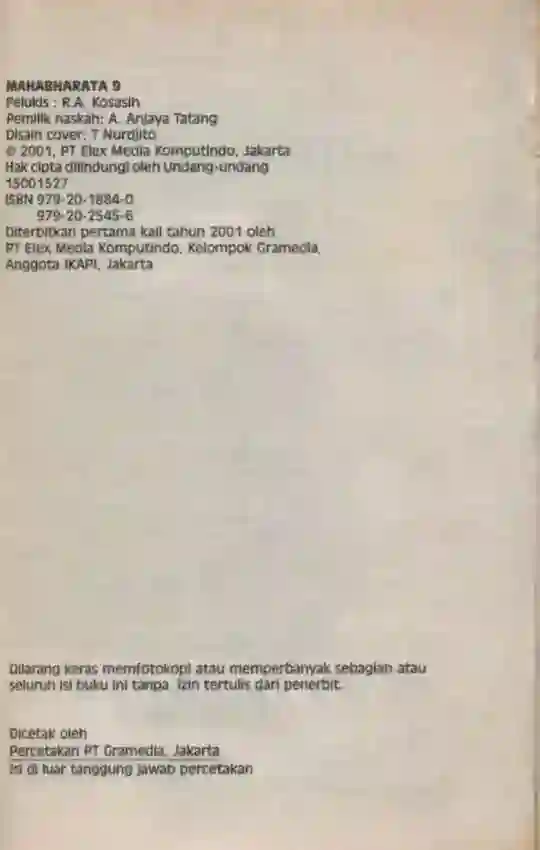 MAHABHARATA 9
Pelukis : R.A. Kosasih
Pemilik naskah: A. Anjaya Tatang
Disain cover: T Nurdjito
© 2001, PT Elex Media Komputindo, Jakarta
Hak cipta dilindungi oleh Undang-undang
15001527
ISBN 979-20-1884-0
979-20-2545-6
Diterbitkan pertama kali tahun 2001 oleh
PT Elex Media Komputindo, Kelompok Gramedia,
Anggota IKAPI, Jakarta
Dilarang keras memfotokopi atau memperbanyak sebagian atau
seluruh isi buku ini tanpa izin tertulis dari penerbit.
Dicetak oleh
Percetakan PT Gramedia, Jakarta
Isi di luar tanggung jawab percetakan